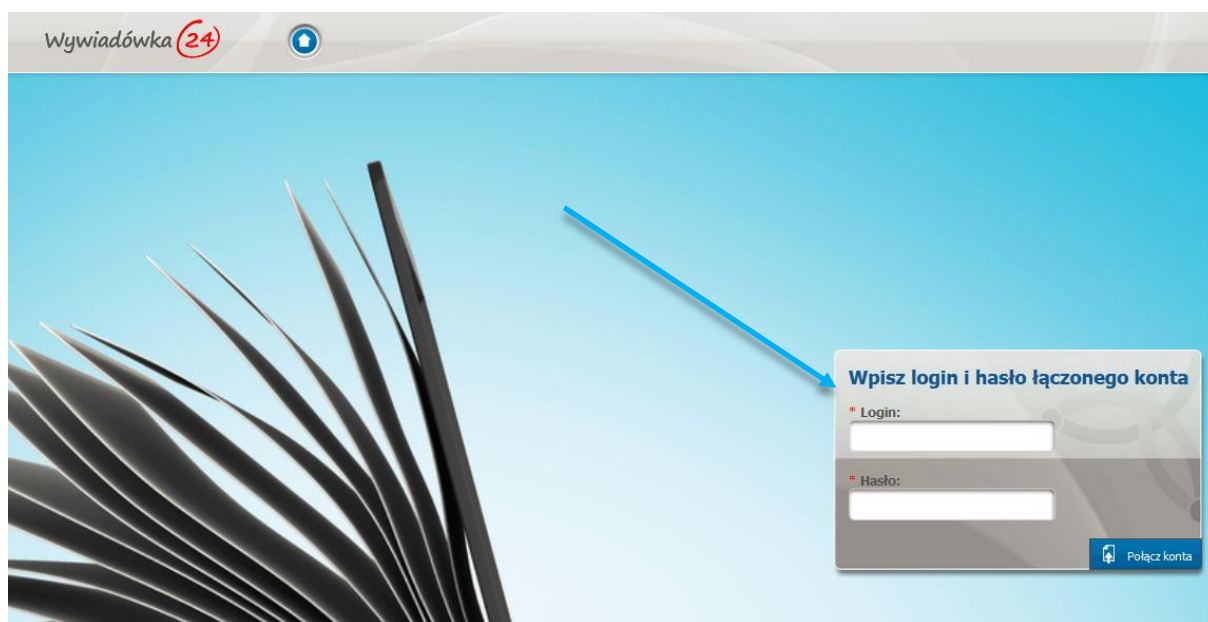 Wywiadówka 24
Wpisz login i hasło łączonego konta
* Login:
* Hasło:
Połącz konta